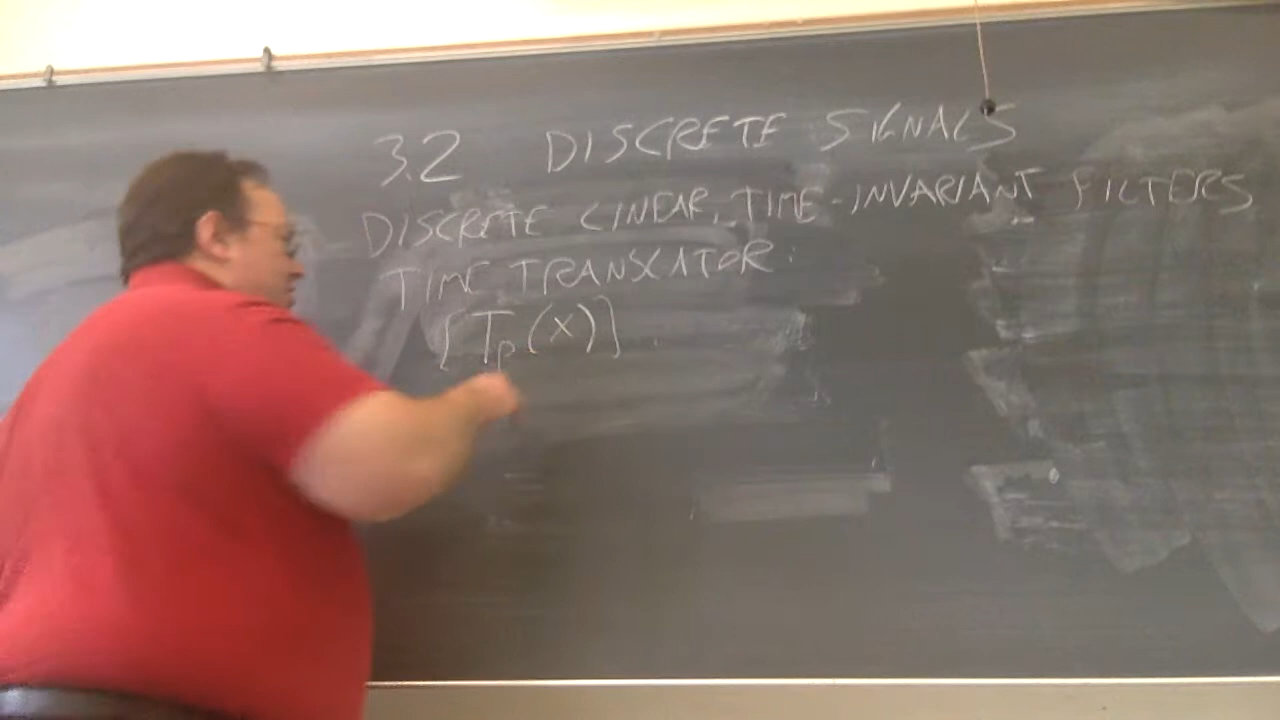 3.2 DISCRETE SIGNALS
DISCRETE LINEAR, TIME-INVARIANT FILTERS
TIME TRANSLATOR:
[Tp(x)]